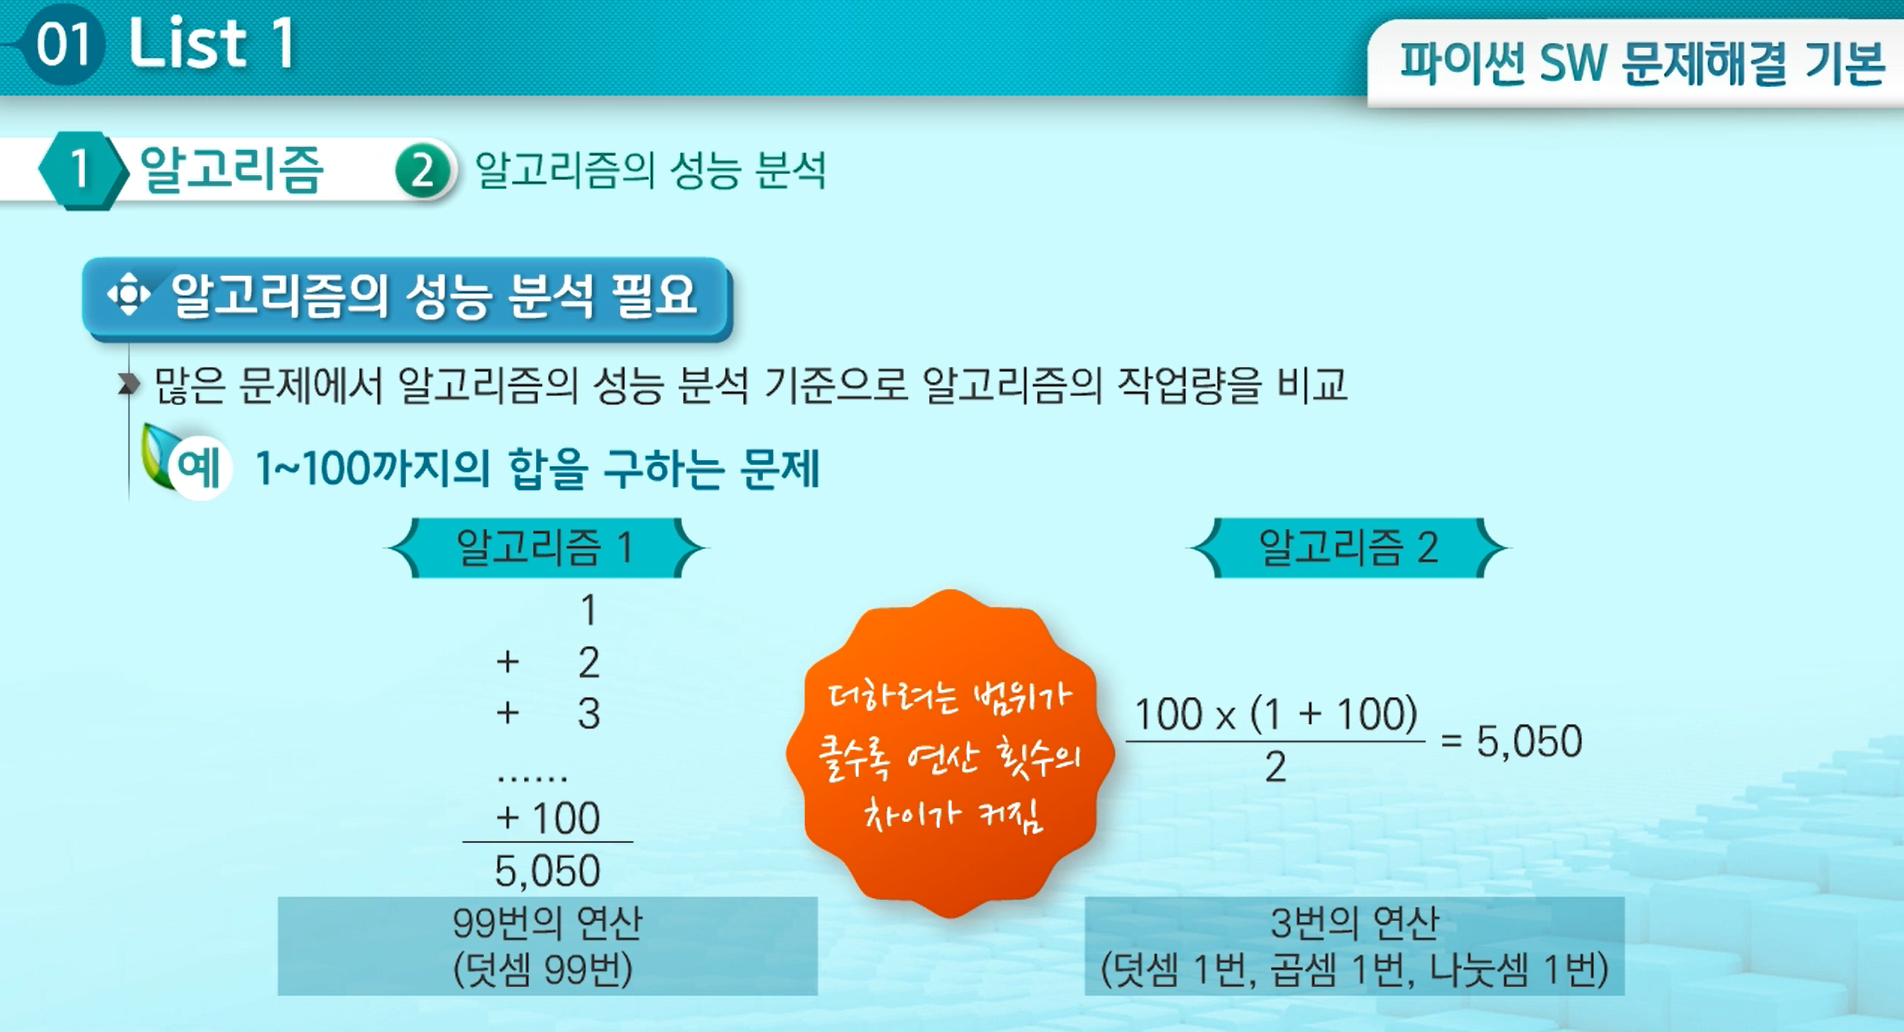 01 List 1
파이썬 SW 문제해결 기본
1 알고리즘 2 알고리즘의 성능 분석
알고리즘의 성능 분석 필요
많은 문제에서 알고리즘의 성능 분석 기준으로 알고리즘의 작업량을 비교
예 1~100까지의 합을 구하는 문제
알고리즘 1
1
+ 2
+ 3
......
+ 100
5,050
99번의 연산
(덧셈 99번)
더하려는 범위가
클수록 연산 횟수의
차이가 커짐
알고리즘 2
100 x (1 + 100)
2
= 5,050
3번의 연산
(덧셈 1번, 곱셈 1번, 나눗셈 1번)